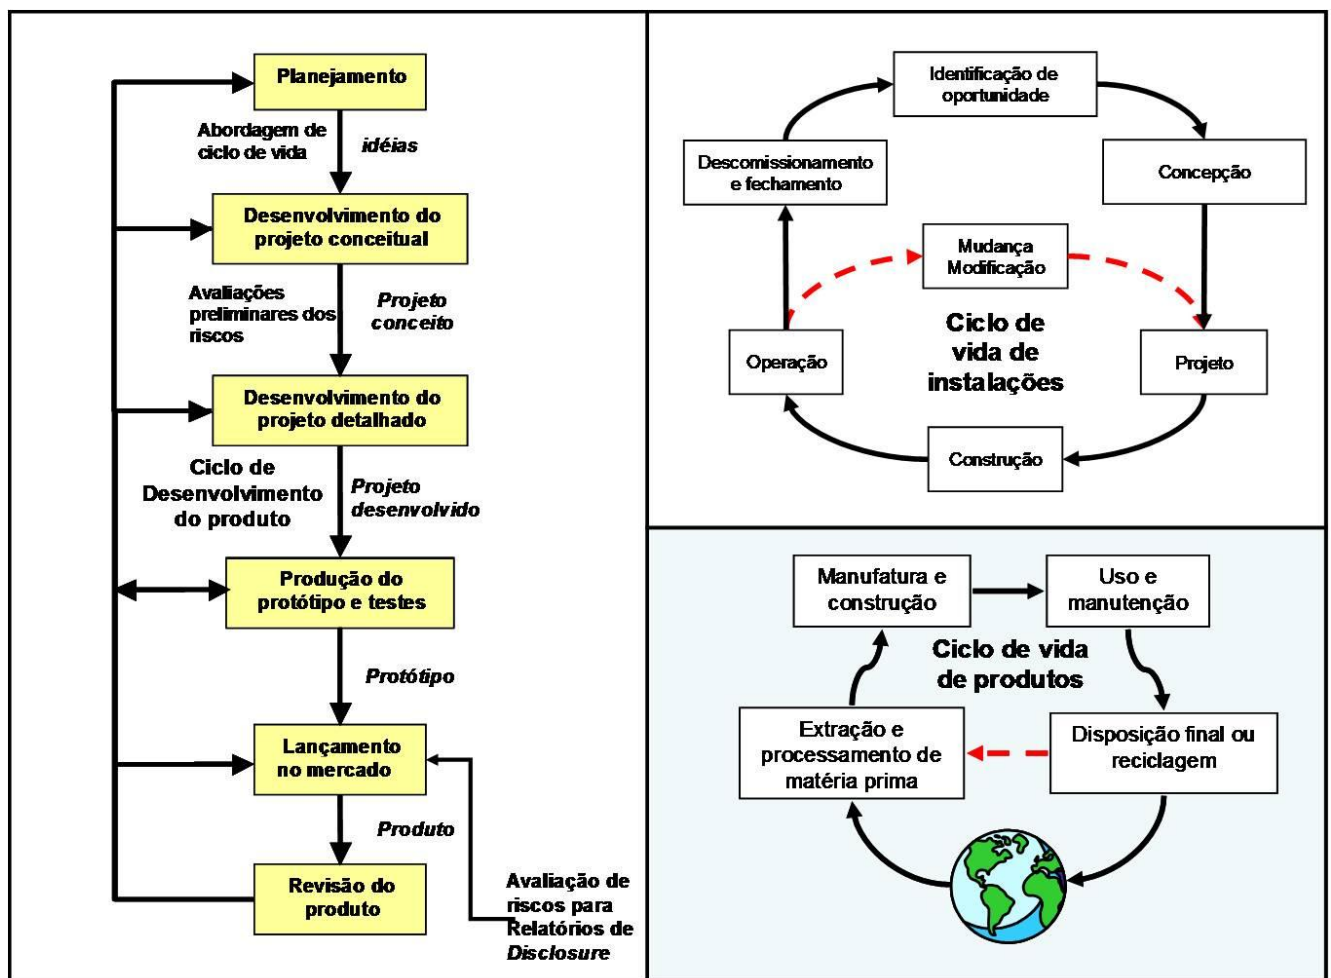 Planejamento
Abordagem de
ciclo de vida
idéias
Desenvolvimento do
projeto conceitual
Avaliações
preliminares dos
riscos
Projeto
conceito
Desenvolvimento do
projeto detalhado
Ciclo de
Desenvolvimento
do produto
Projeto
desenvolvido
Produção do
protótipo e testes
Protótipo
Lançamento
no mercado
Produto
Revisão do
produto
Avaliação de
riscos para
Relatórios de
Disclosure
Identificação de
oportunidade
Descomissionamento
e fechamento
Concepção
Mudança
Modificação
Ciclo de
vida de
instalações
Operação
Projeto
Construção
Manufatura e
construção
Uso e
manutenção
Ciclo de vida
de produtos
Extração e
processamento de
matéria prima
Disposição final ou
reciclagem